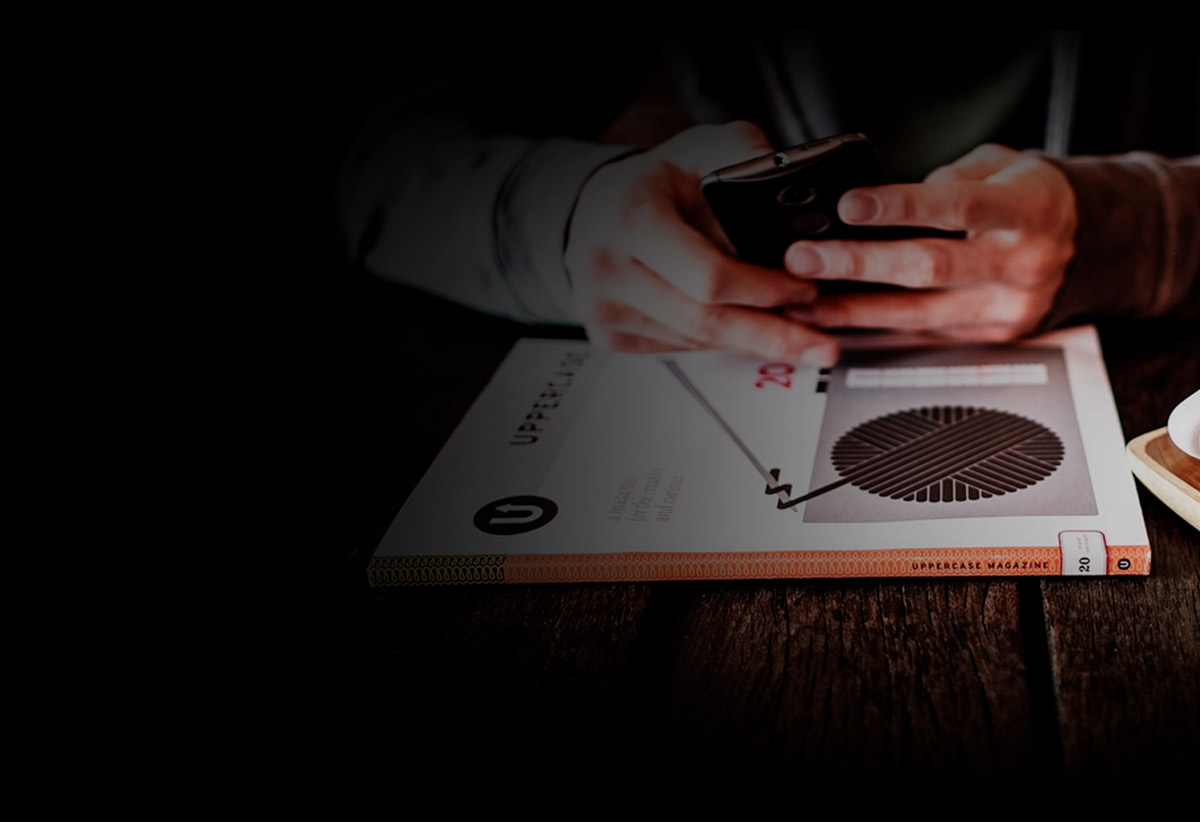 UPPERCASE
20
U
a magazine
for the creative
and curious
UPPERCASE MAGAZINE
20
U